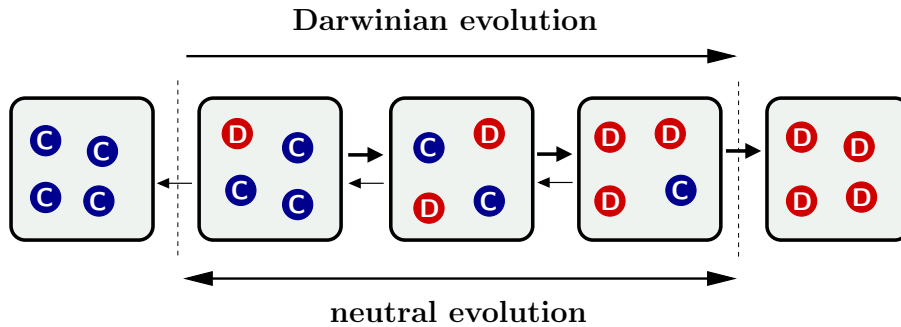 Darwinian evolution
C C C C
D C C C
C D D C
D D D C
D D D D
neutral evolution